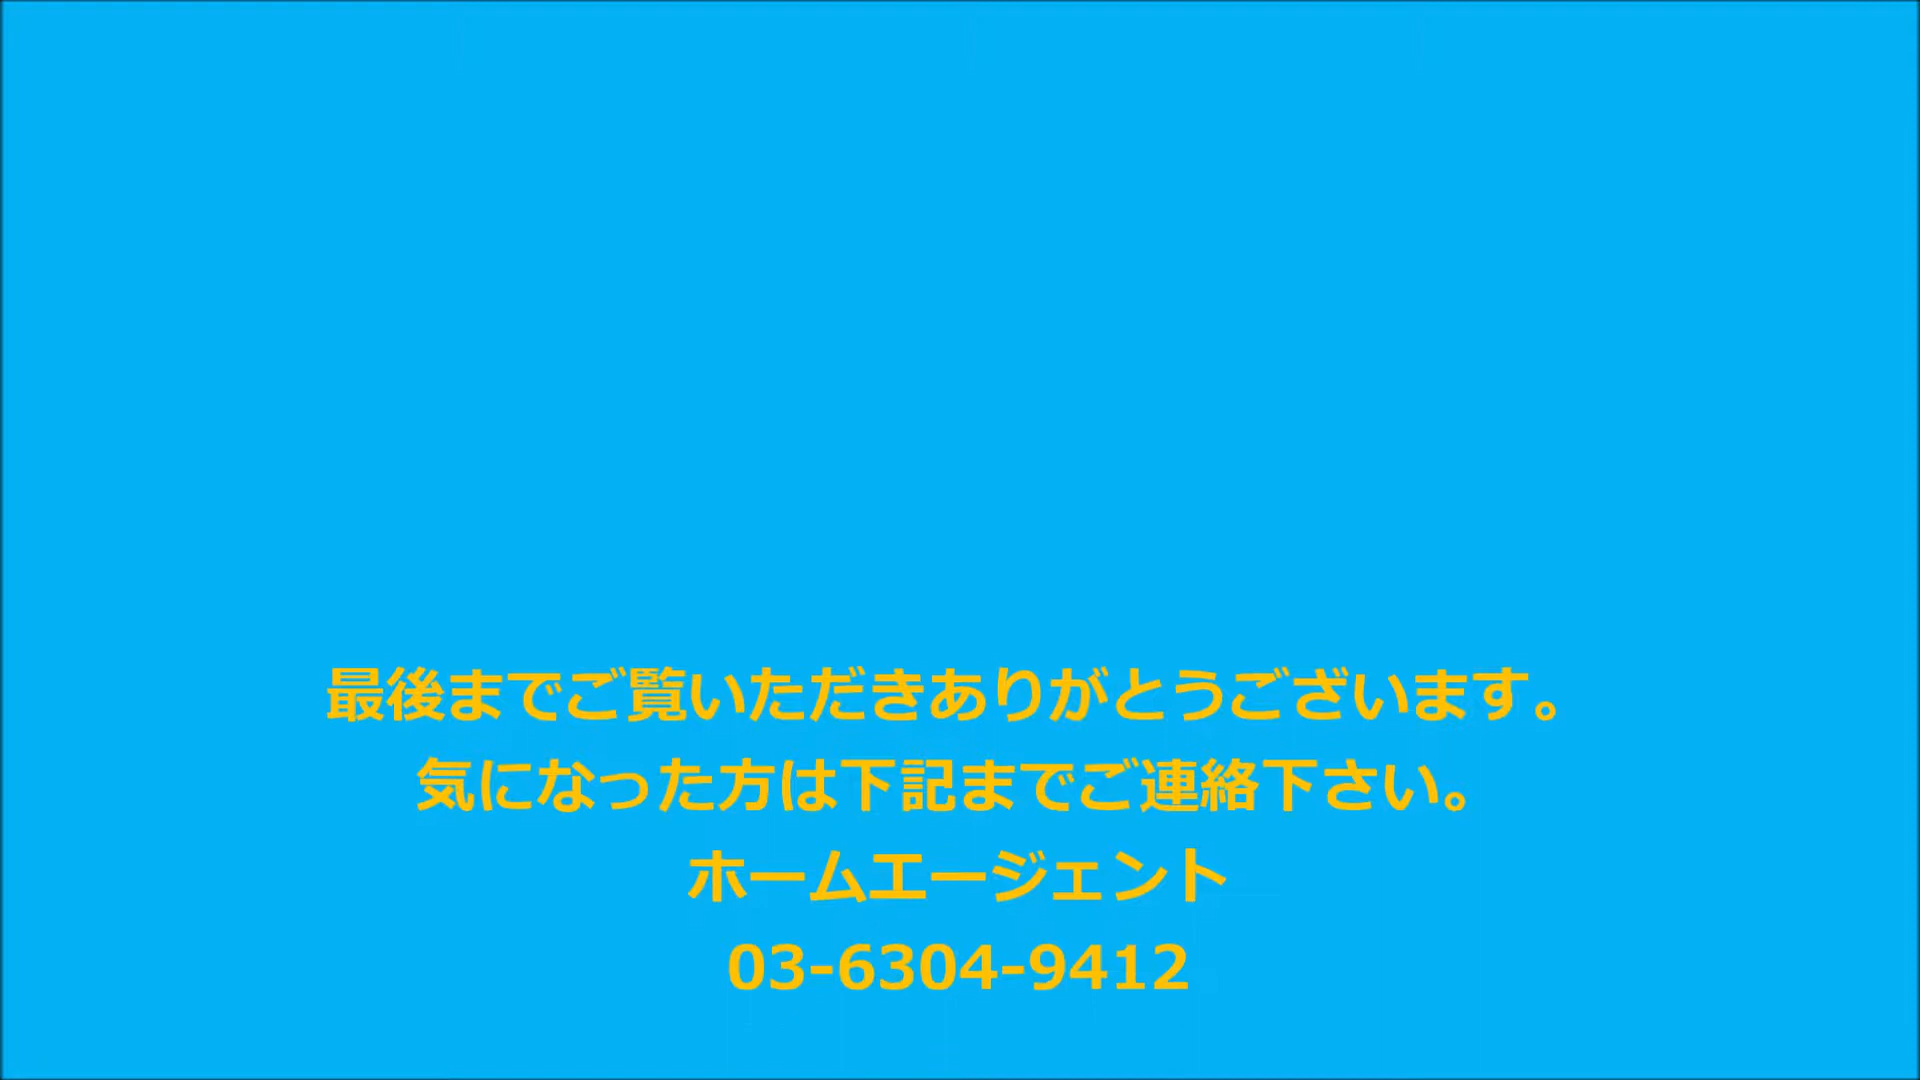 最後までご覧いただきありがとうございます。
気になった方は下記までご連絡下さい。
ホームエージェント
03-6304-9412